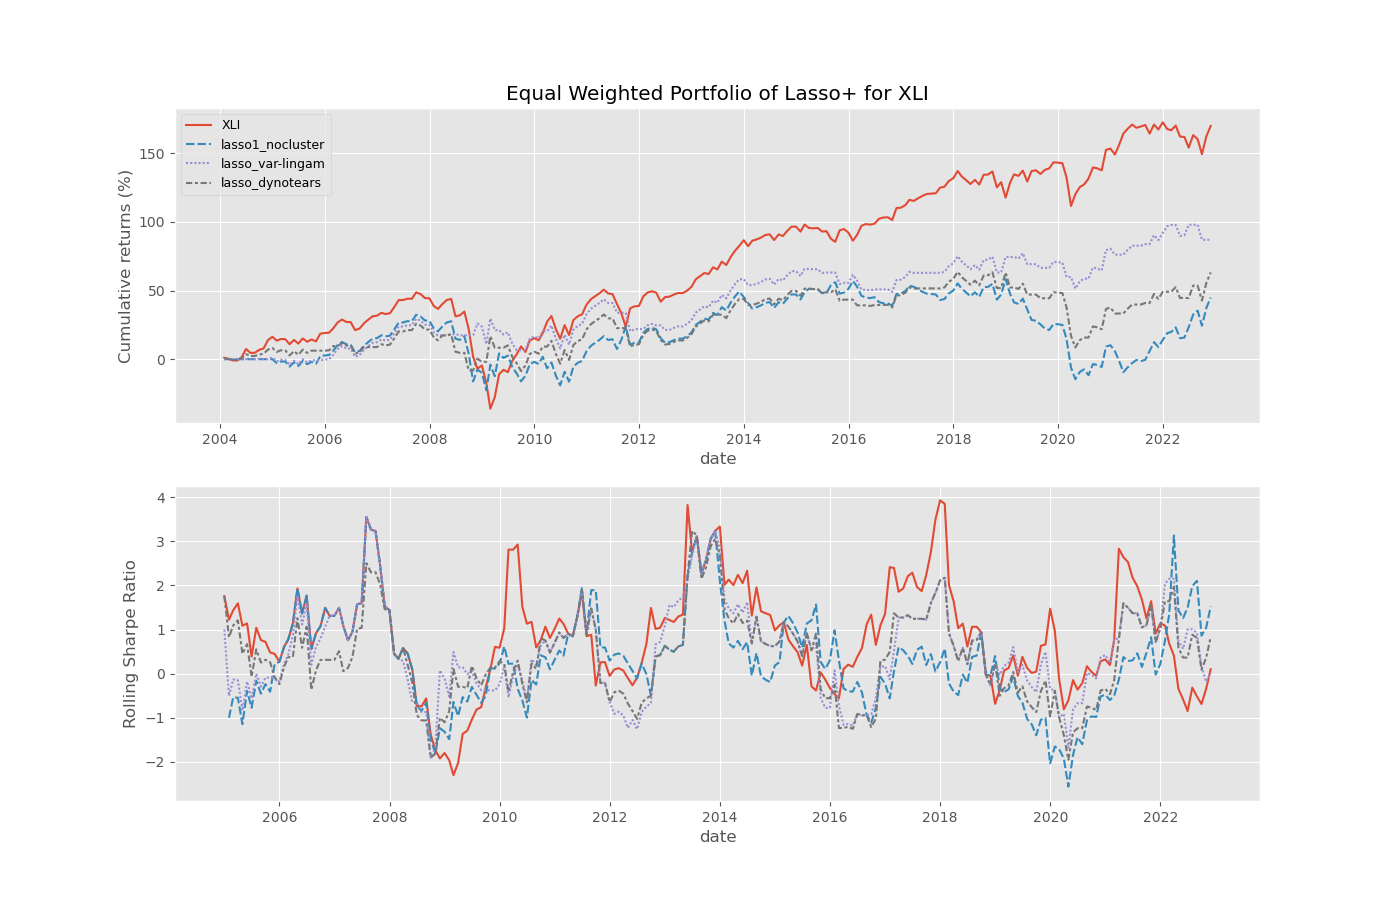 Equal Weighted Portfolio of Lasso+ for XLI
XLI
lasso1_nocluster
lasso_var-lingam
lasso_dynotears
Cumulative returns (%)
150
100
50
0
2004 2006 2008 2010 2012 2014 2016 2018 2020 2022
date
Rolling Sharpe Ratio
4
3
2
1
0
−1
−2
2006 2008 2010 2012 2014 2016 2018 2020 2022
date